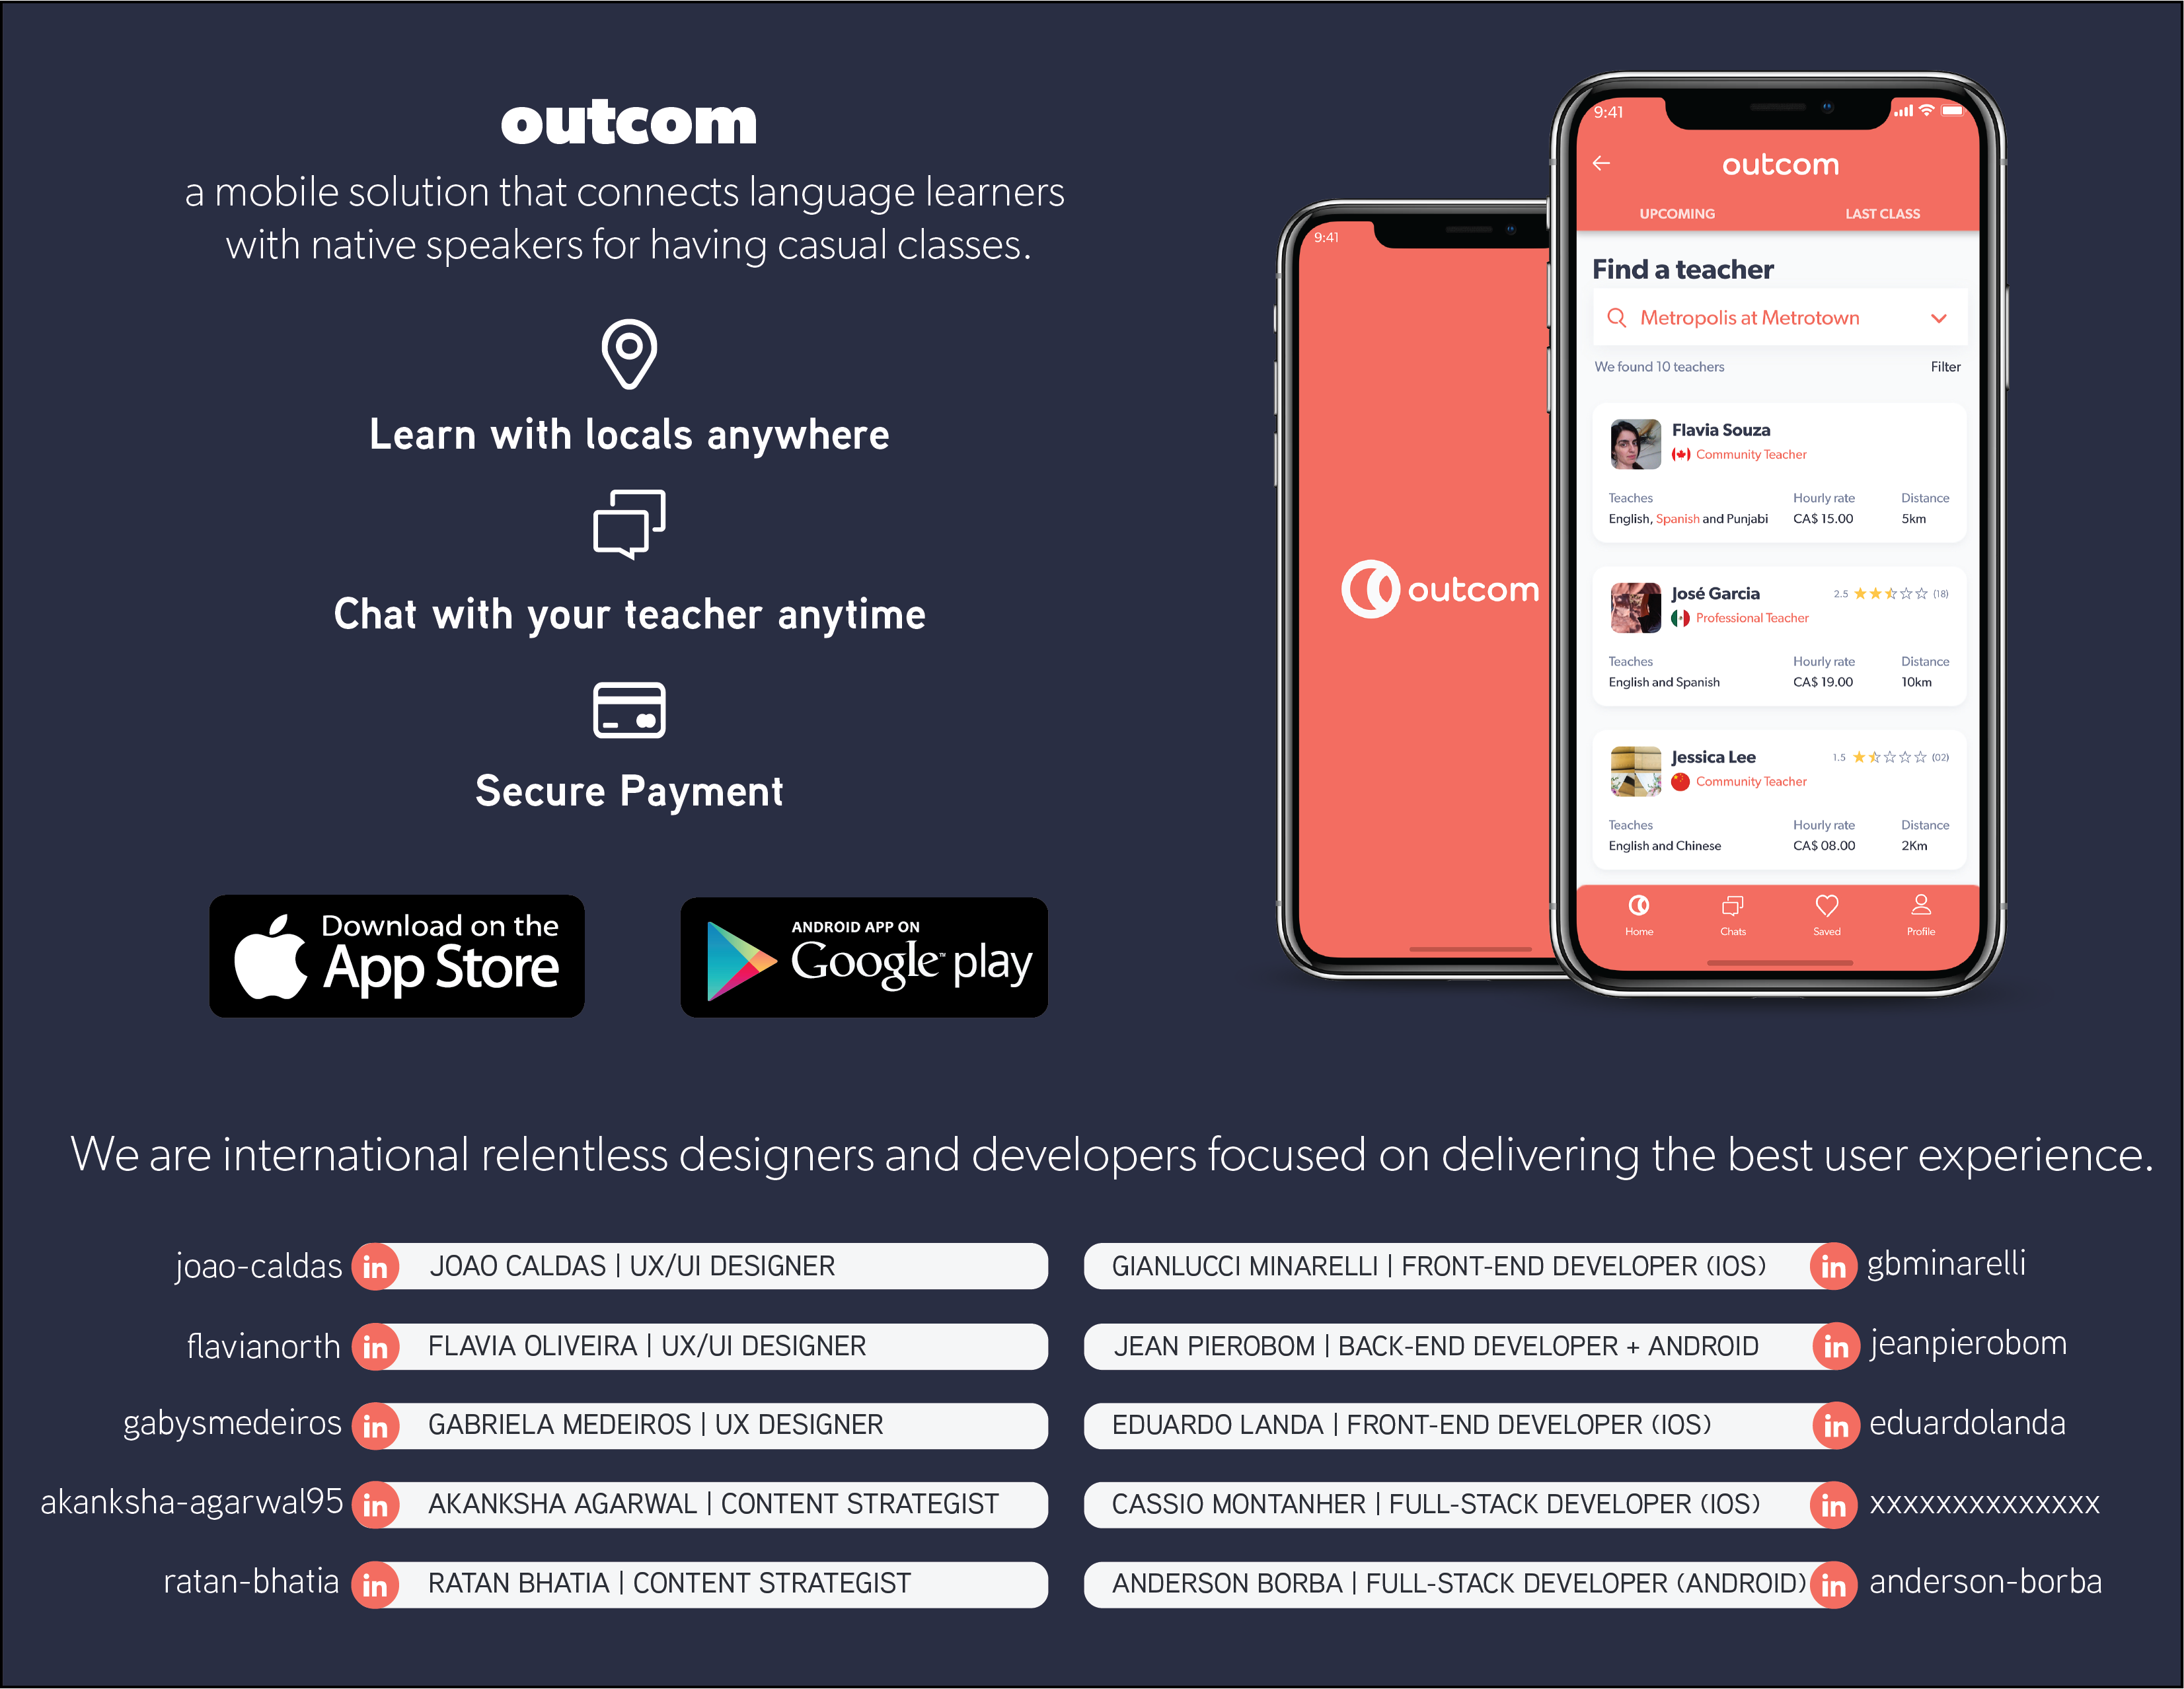 outcom
a mobile solution that connects language learners
with native speakers for having casual classes.
Learn with locals anywhere
Chat with your teacher anytime
Secure Payment
Download on the
App Store
ANDROID APP ON
Google™ play
9:41
outcom
9:41
outcom
UPCOMING LAST CLASS
Find a teacher
Metropolis at Metrotown
We found 10 teachers Filter
Flavia Souza
Community Teacher
Teaches Hourly rate Distance
English, Spanish and Punjabi CA$ 15.00 5km
José Garcia 2.5 (18)
Professional Teacher
Teaches Hourly rate Distance
English and Spanish CA$ 19.00 10km
Jessica Lee 1.5 (02)
Community Teacher
Teaches Hourly rate Distance
English and Chinese CA$ 08.00 2Km
Home Chats Saved Profile
We are international relentless designers and developers focused on delivering the best user experience.
joao-caldas in JOAO CALDAS | UX/UI DESIGNER
flavianorth in FLAVIA OLIVEIRA | UX/UI DESIGNER
gabysmedeiros in GABRIELA MEDEIROS | UX DESIGNER
akanksha-agarwal95 in AKANKSHA AGARWAL | CONTENT STRATEGIST
ratan-bhatia in RATAN BHATIA | CONTENT STRATEGIST
GIANLUCCI MINARELLI | FRONT-END DEVELOPER (IOS) in gbminarelli
JEAN PIEROBOM | BACK-END DEVELOPER + ANDROID in jeanpierobom
EDUARDO LANDA | FRONT-END DEVELOPER (IOS) in eduardolanda
CASSIO MONTANHER | FULL-STACK DEVELOPER (IOS) in xxxxxxxxxxxxxx
ANDERSON BORBA | FULL-STACK DEVELOPER (ANDROID) in anderson-borba